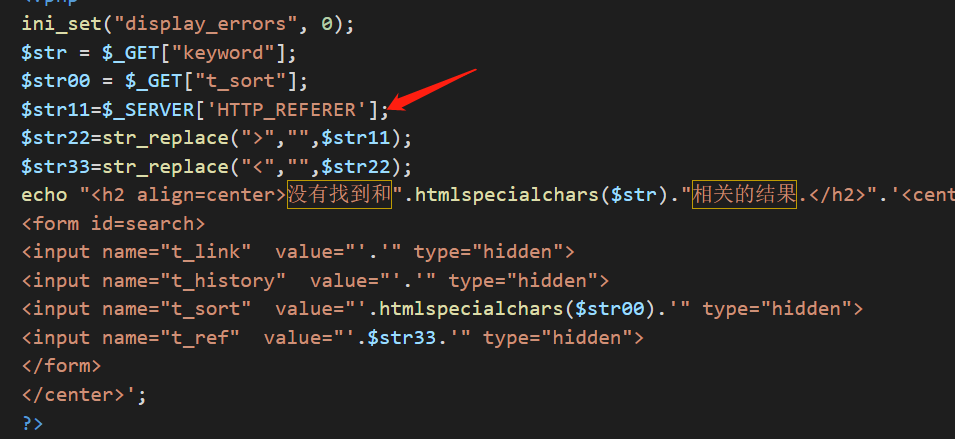 <?php
ini_set("display_errors", 0);
$str = $_GET["keyword"];
$str00 = $_GET["t_sort"];
$str11=$_SERVER['HTTP_REFERER'];
$str22=str_replace(">","",$str11);
$str33=str_replace("<","",$str22);
echo "<h2 align=center>没有找到和".htmlspecialchars($str)."相关的结果.</h2>".'<cent
<form id=search>
<input name="t_link"  value="'.'" type="hidden">
<input name="t_history"  value="'.'" type="hidden">
<input name="t_sort"  value="'.htmlspecialchars($str00).'" type="hidden">
<input name="t_ref"  value="'.$str33.'" type="hidden">
</form>
</center>';
?>